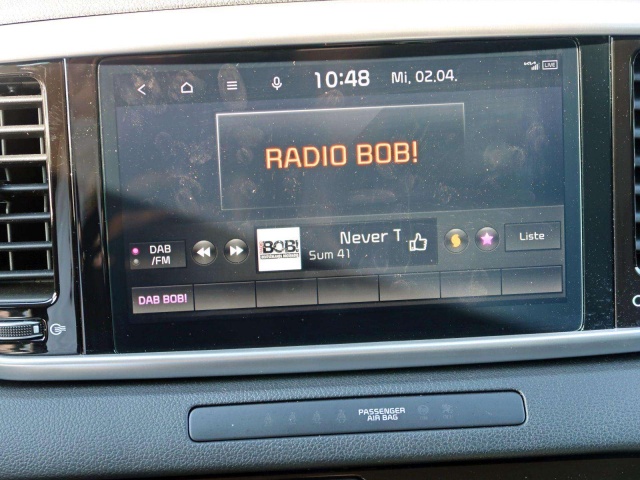 10:48 Mi, 02.04. LIVE
RADIO BOB!
DAB
/FM
BOB!
Never T
Sum 41
Liste
DAB BOB!
PASSENGER
AIR BAG